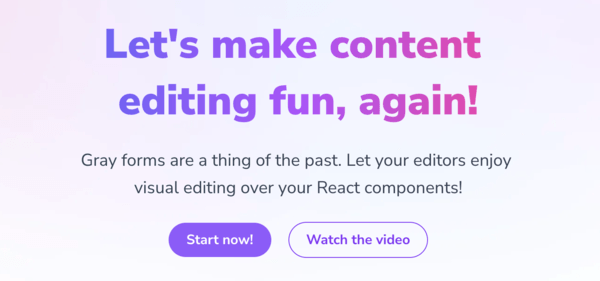 Let's make content
editing fun, again!
Gray forms are a thing of the past. Let your editors enjoy
visual editing over your React components!
Start now!
Watch the video